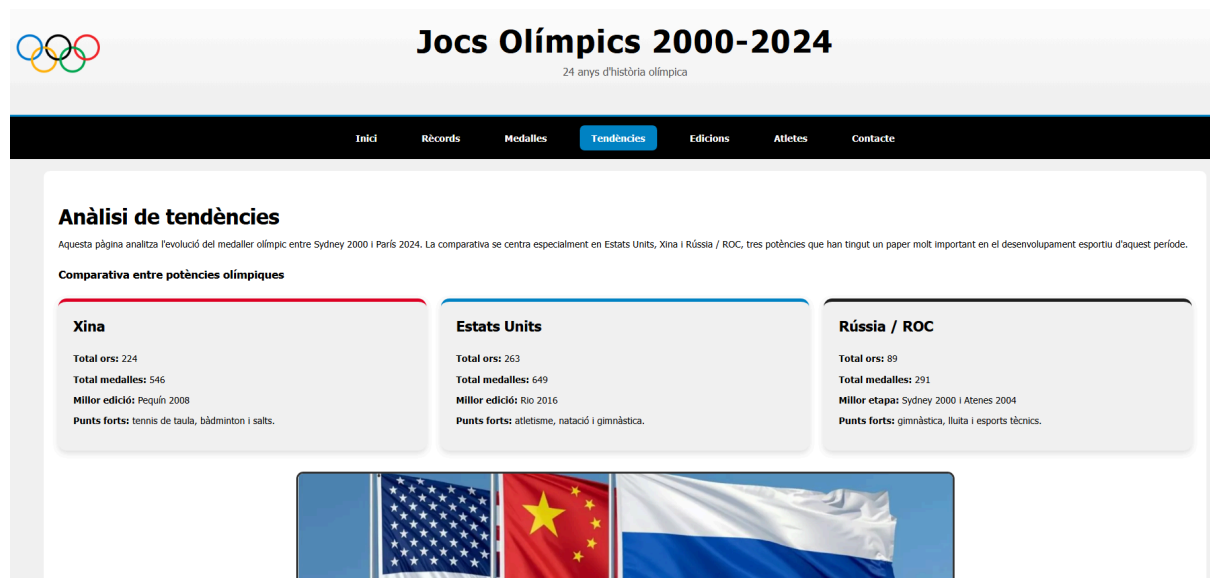 Jocs Olímpics 2000-2024
24 anys d'història olímpica
Inici Rècords Medalles Tendències Edicions Atletes Contacte
Anàlisi de tendències
Aquesta pàgina analitza l'evolució del medaller olímpic entre Sydney 2000 i París 2024. La comparativa se centra especialment en Estats Units, Xina i Rússia / ROC, tres potències que han tingut un paper molt important en el desenvolupament esportiu d'aquest període.
Comparativa entre potències olímpiques
Xina
Total ors: 224
Total medalles: 546
Millor edició: Pequín 2008
Punts forts: tennis de taula, bàdminton i salts.
Estats Units
Total ors: 263
Total medalles: 649
Millor edició: Rio 2016
Punts forts: atletisme, natació i gimnàstica.
Rússia / ROC
Total ors: 89
Total medalles: 291
Millor etapa: Sydney 2000 i Atenes 2004
Punts forts: gimnàstica, lluita i esports tècnics.